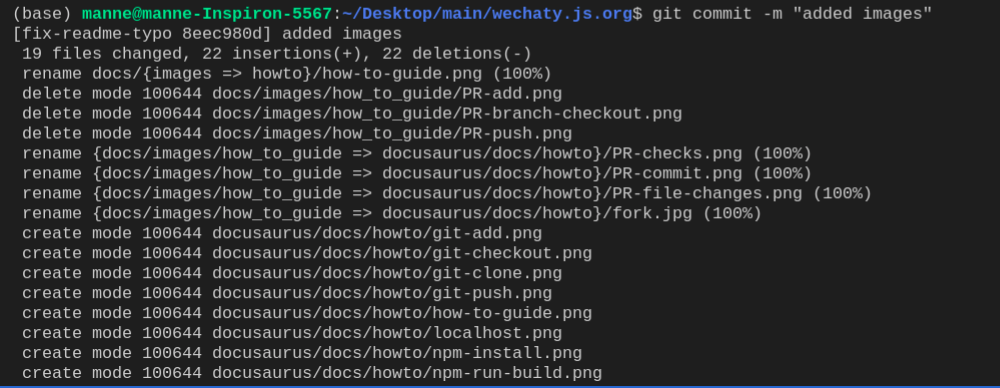 (base) manne@manne-Inspiron-5567:~/Desktop/main/wechaty.js.org$ git commit -m "added images"
[fix-readme-typo 8eec980d] added images
 19 files changed, 22 insertions(+), 22 deletions(-)
 rename docs/{images => howto}/how-to-guide.png (100%)
 delete mode 100644 docs/images/how_to_guide/PR-add.png
 delete mode 100644 docs/images/how_to_guide/PR-branch-checkout.png
 delete mode 100644 docs/images/how_to_guide/PR-push.png
 rename {docs/images/how_to_guide => docusaurus/docs/howto}/PR-checks.png (100%)
 rename {docs/images/how_to_guide => docusaurus/docs/howto}/PR-commit.png (100%)
 rename {docs/images/how_to_guide => docusaurus/docs/howto}/PR-file-changes.png (100%)
 rename {docs/images/how_to_guide => docusaurus/docs/howto}/fork.jpg (100%)
 create mode 100644 docusaurus/docs/howto/git-add.png
 create mode 100644 docusaurus/docs/howto/git-checkout.png
 create mode 100644 docusaurus/docs/howto/git-clone.png
 create mode 100644 docusaurus/docs/howto/git-push.png
 create mode 100644 docusaurus/docs/howto/how-to-guide.png
 create mode 100644 docusaurus/docs/howto/localhost.png
 create mode 100644 docusaurus/docs/howto/npm-install.png
 create mode 100644 docusaurus/docs/howto/npm-run-build.png